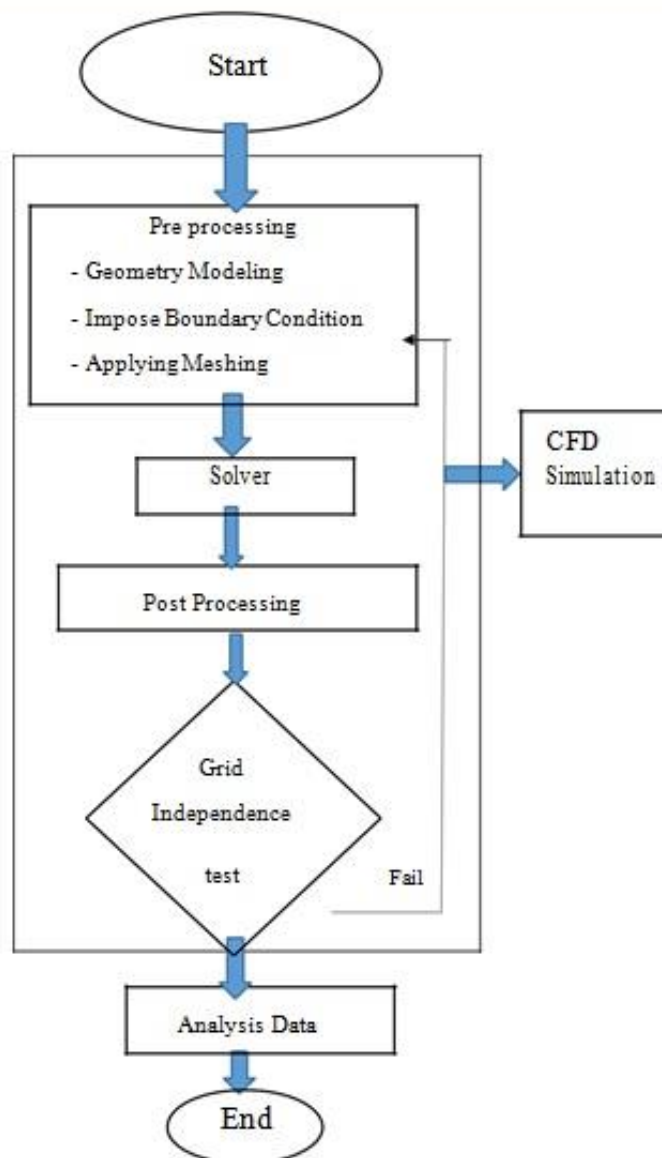 Start
Pre processing
- Geometry Modeling
- Impose Boundary Condition
- Applying Meshing
CFD
Simulation
Solver
Post Processing
Grid
Independence
test
Fail
Analysis Data
End